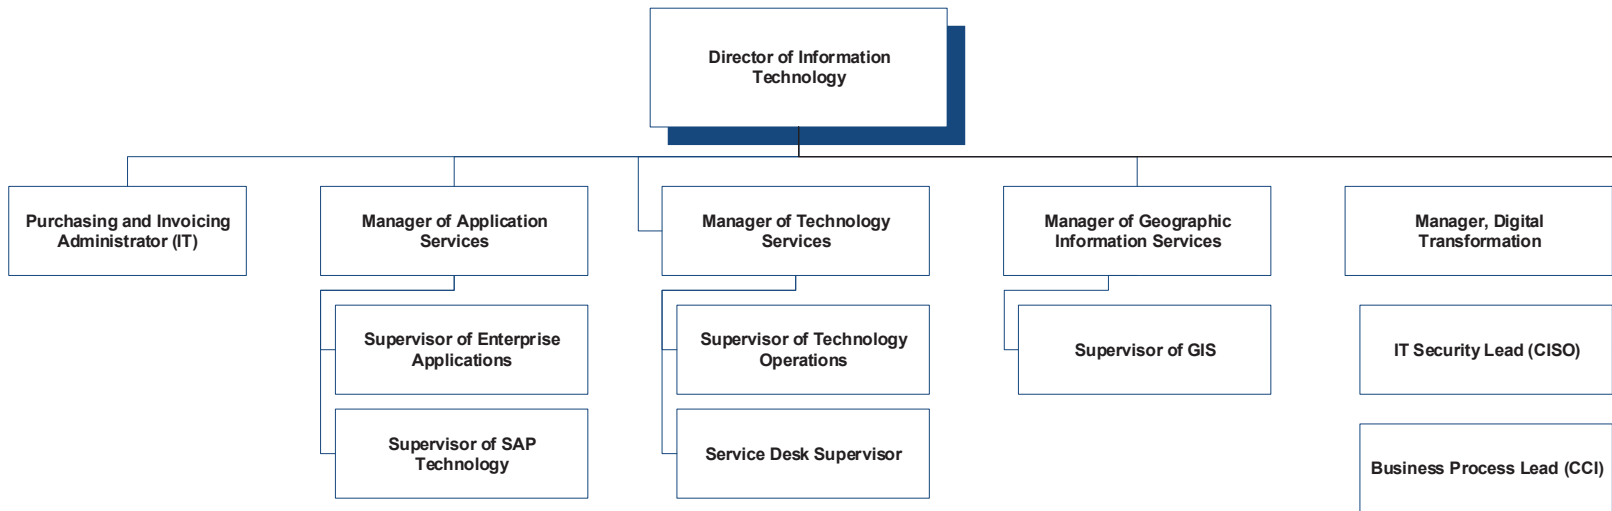 Director of Information
Technology
Purchasing and Invoicing
Administrator (IT)
Manager of Application
Services
Manager of Technology
Services
Manager of Geographic
Information Services
Manager, Digital
Transformation
Supervisor of Enterprise
Applications
Supervisor of Technology
Operations
Supervisor of GIS
IT Security Lead (CISO)
Supervisor of SAP
Technology
Service Desk Supervisor
Business Process Lead (CCI)